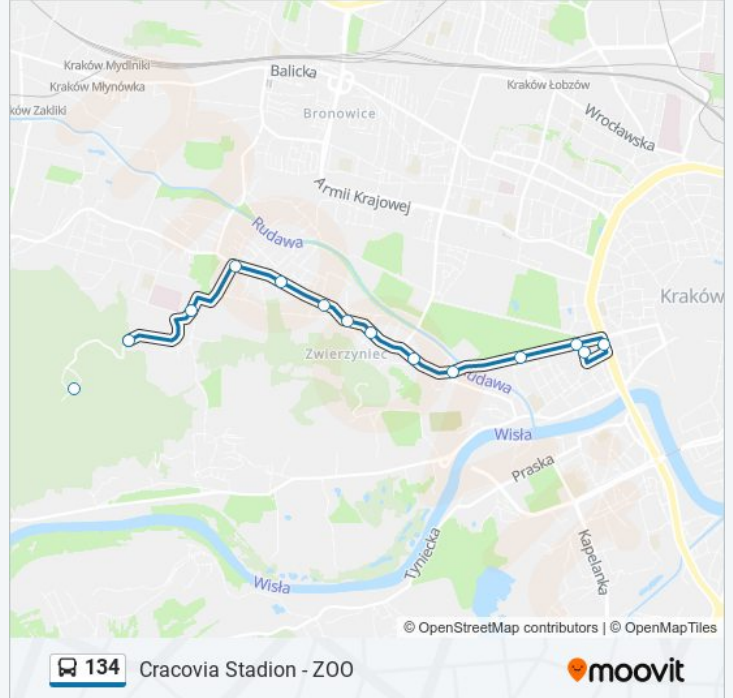 Kraków Mydlniki
Balicka
Kraków Młynówka
Kraków Łobzów
ków Zakliki
Bronowice
Wrocławska
Armii Krajowej
Rudawa
Kraków
Zwierzyniec
Rudawa
Wisła
Praska
Tyniecka
Kapelanka
Wisła
© OpenStreetMap contributors | © OpenMapTiles
134 Cracovia Stadion - ZOO
moovit